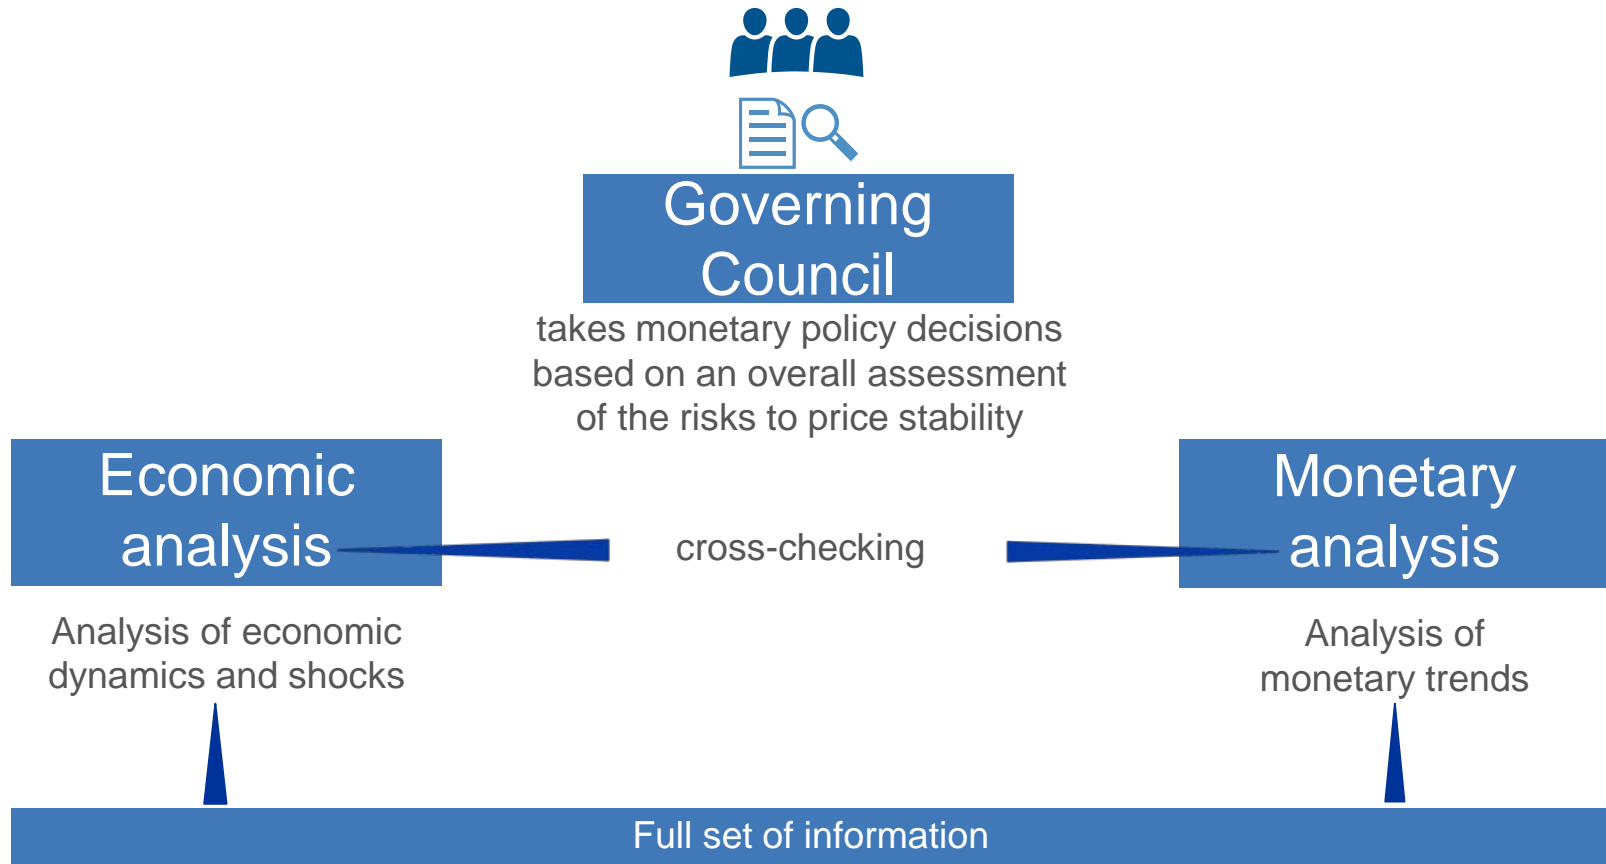 Governing
Council
takes monetary policy decisions
based on an overall assessment
of the risks to price stability
Economic
analysis
cross-checking
Monetary
analysis
Analysis of economic
dynamics and shocks
Analysis of
monetary trends
Full set of information